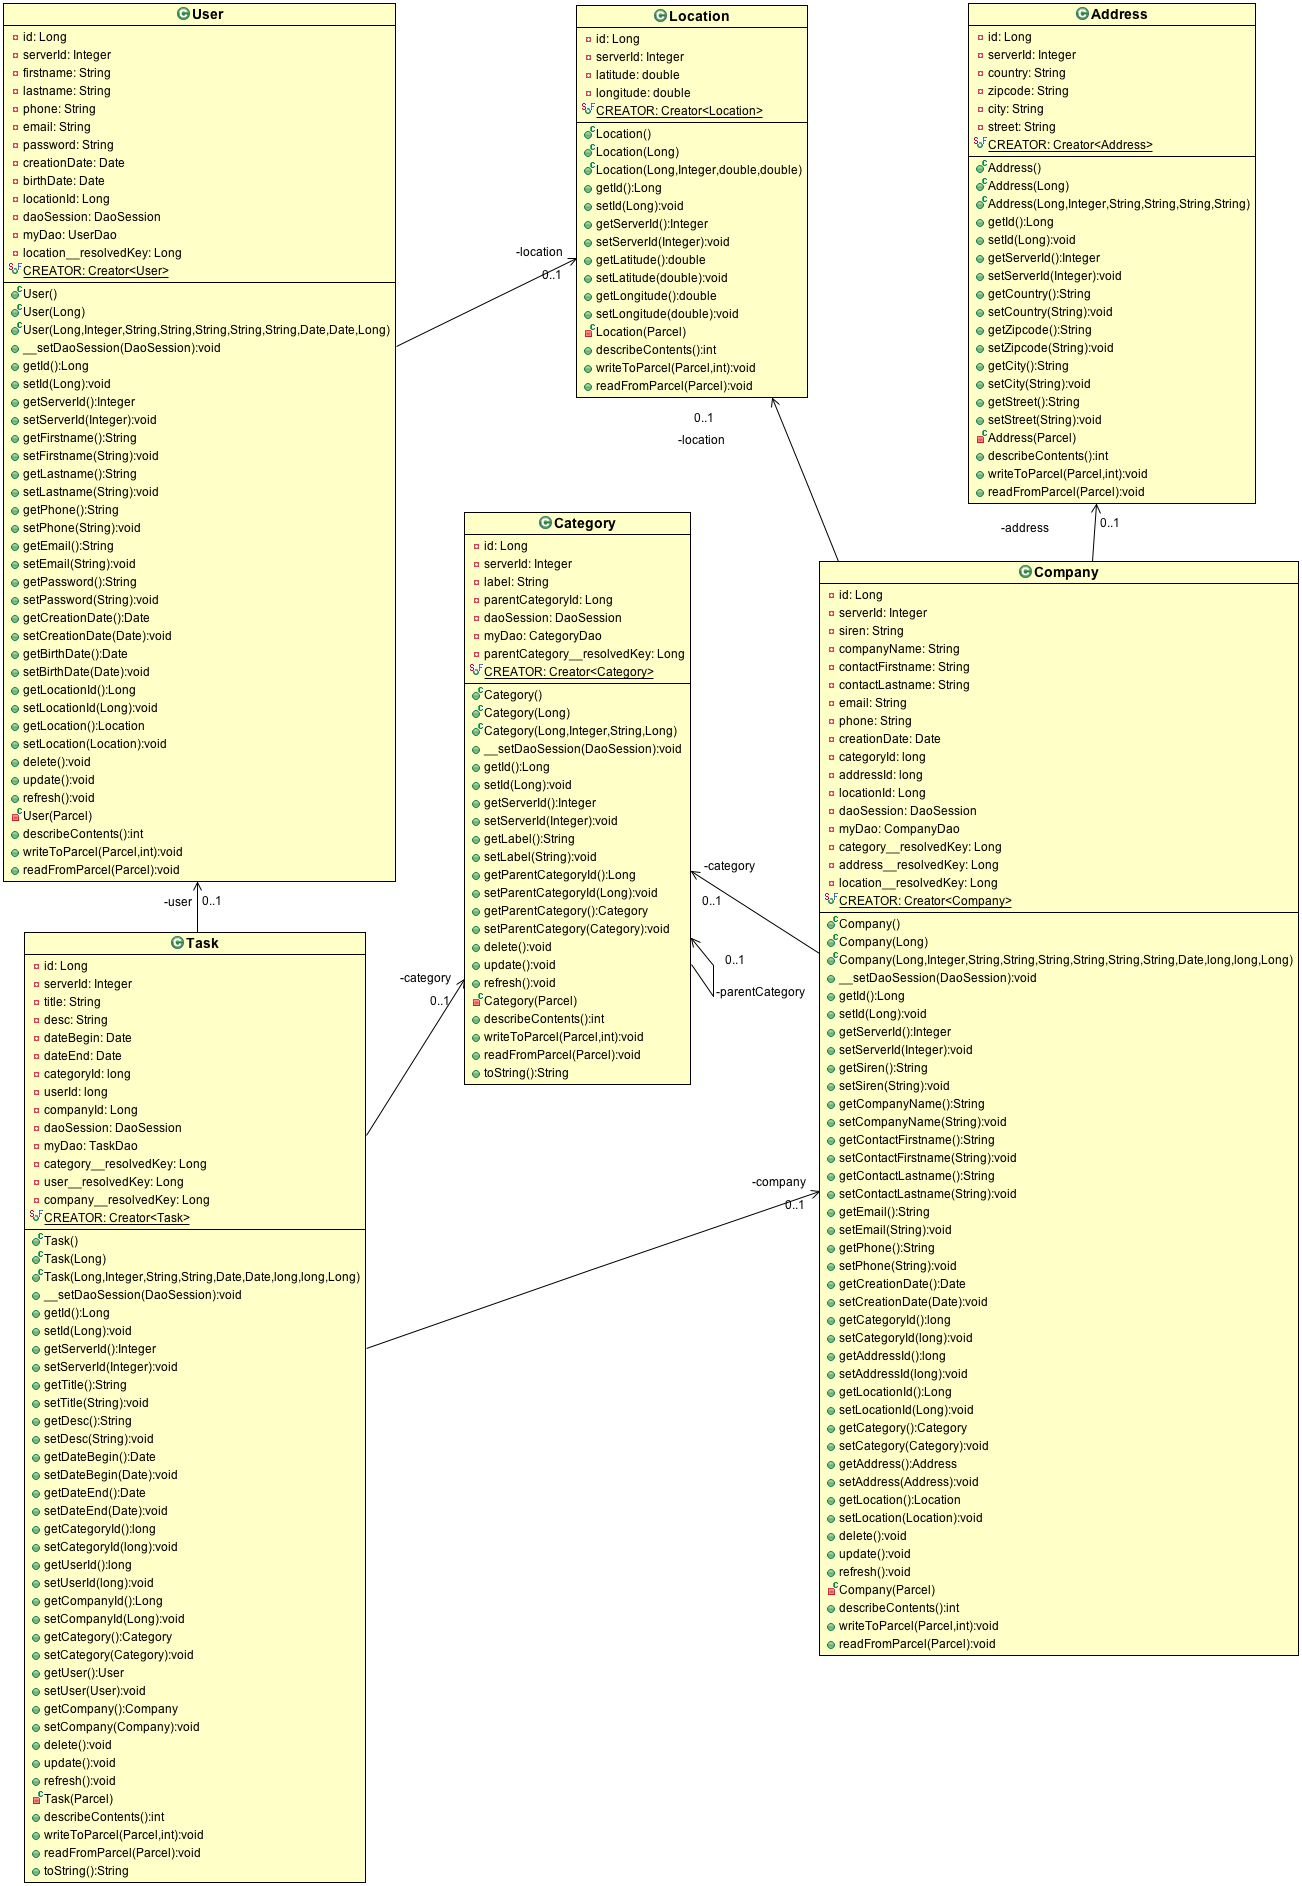 User
id: Long
serverId: Integer
firstname: String
lastname: String
phone: String
email: String
password: String
creationDate: Date
birthDate: Date
locationId: Long
daoSession: DaoSession
myDao: UserDao
location__resolvedKey: Long
CREATOR: Creator<User>
User()
User(Long)
User(Long,Integer,String,String,String,String,String,Date,Date,Long)
__setDaoSession(DaoSession):void
getId():Long
setId(Long):void
getServerId():Integer
setServerId(Integer):void
getFirstname():String
setFirstname(String):void
getLastname():String
setLastname(String):void
getPhone():String
setPhone(String):void
getEmail():String
setEmail(String):void
getPassword():String
setPassword(String):void
getCreationDate():Date
setCreationDate(Date):void
getBirthDate():Date
setBirthDate(Date):void
getLocationId():Long
setLocationId(Long):void
getLocation():Location
setLocation(Location):void
delete():void
update():void
refresh():void
User(Parcel)
describeContents():int
writeToParcel(Parcel,int):void
readFromParcel(Parcel):void
-location
0..1
Location
id: Long
serverId: Integer
latitude: double
longitude: double
CREATOR: Creator<Location>
Location()
Location(Long)
Location(Long,Integer,double,double)
getId():Long
setId(Long):void
getServerId():Integer
setServerId(Integer):void
getLatitude():double
setLatitude(double):void
getLongitude():double
setLongitude(double):void
Location(Parcel)
describeContents():int
writeToParcel(Parcel,int):void
readFromParcel(Parcel):void
0..1
-location
Address
id: Long
serverId: Integer
country: String
zipcode: String
city: String
street: String
CREATOR: Creator<Address>
Address()
Address(Long)
Address(Long,Integer,String,String,String,String)
getId():Long
setId(Long):void
getServerId():Integer
setServerId(Integer):void
getCountry():String
setCountry(String):void
getZipcode():String
setZipcode(String):void
getCity():String
setCity(String):void
getStreet():String
setStreet(String):void
Address(Parcel)
describeContents():int
writeToParcel(Parcel,int):void
readFromParcel(Parcel):void
-address
0..1
Category
id: Long
serverId: Integer
label: String
parentCategoryId: Long
daoSession: DaoSession
myDao: CategoryDao
parentCategory__resolvedKey: Long
CREATOR: Creator<Category>
Category()
Category(Long)
Category(Long,Integer,String,Long)
__setDaoSession(DaoSession):void
getId():Long
setId(Long):void
getServerId():Integer
setServerId(Integer):void
getLabel():String
setLabel(String):void
getParentCategoryId():Long
setParentCategoryId(Long):void
getParentCategory():Category
setParentCategory(Category):void
delete():void
update():void
refresh():void
Category(Parcel)
describeContents():int
writeToParcel(Parcel,int):void
readFromParcel(Parcel):void
toString():String
-category
0..1
0..1
-parentCategory
Company
id: Long
serverId: Integer
siren: String
companyName: String
contactFirstname: String
contactLastname: String
email: String
phone: String
creationDate: Date
categoryId: long
addressId: long
locationId: Long
daoSession: DaoSession
myDao: CompanyDao
category__resolvedKey: Long
address__resolvedKey: Long
location__resolvedKey: Long
CREATOR: Creator<Company>
Company()
Company(Long)
Company(Long,Integer,String,String,String,String,String,String,Date,long,long,Long)
__setDaoSession(DaoSession):void
getId():Long
setId(Long):void
getServerId():Integer
setServerId(Integer):void
getSiren():String
setSiren(String):void
getCompanyName():String
setCompanyName(String):void
getContactFirstname():String
setContactFirstname(String):void
getContactLastname():String
setContactLastname(String):void
getEmail():String
setEmail(String):void
getPhone():String
setPhone(String):void
getCreationDate():Date
setCreationDate(Date):void
getCategoryId():long
setCategoryId(long):void
getAddressId():long
setAddressId(long):void
getLocationId():Long
setLocationId(Long):void
getCategory():Category
setCategory(Category):void
getAddress():Address
setAddress(Address):void
getLocation():Location
setLocation(Location):void
delete():void
update():void
refresh():void
Company(Parcel)
describeContents():int
writeToParcel(Parcel,int):void
readFromParcel(Parcel):void
-user
0..1
Task
id: Long
serverId: Integer
title: String
desc: String
dateBegin: Date
dateEnd: Date
categoryId: long
userId: long
companyId: Long
daoSession: DaoSession
myDao: TaskDao
category__resolvedKey: Long
user__resolvedKey: Long
company__resolvedKey: Long
CREATOR: Creator<Task>
Task()
Task(Long)
Task(Long,Integer,String,String,Date,Date,long,long,Long)
__setDaoSession(DaoSession):void
getId():Long
setId(Long):void
getServerId():Integer
setServerId(Integer):void
getTitle():String
setTitle(String):void
getDesc():String
setDesc(String):void
getDateBegin():Date
setDateBegin(Date):void
getDateEnd():Date
setDateEnd(Date):void
getCategoryId():long
setCategoryId(long):void
getUserId():long
setUserId(long):void
getCompanyId():Long
setCompanyId(Long):void
getCategory():Category
setCategory(Category):void
getUser():User
setUser(User):void
getCompany():Company
setCompany(Company):void
delete():void
update():void
refresh():void
Task(Parcel)
describeContents():int
writeToParcel(Parcel,int):void
readFromParcel(Parcel):void
toString():String
-category
0..1
-company
0..1